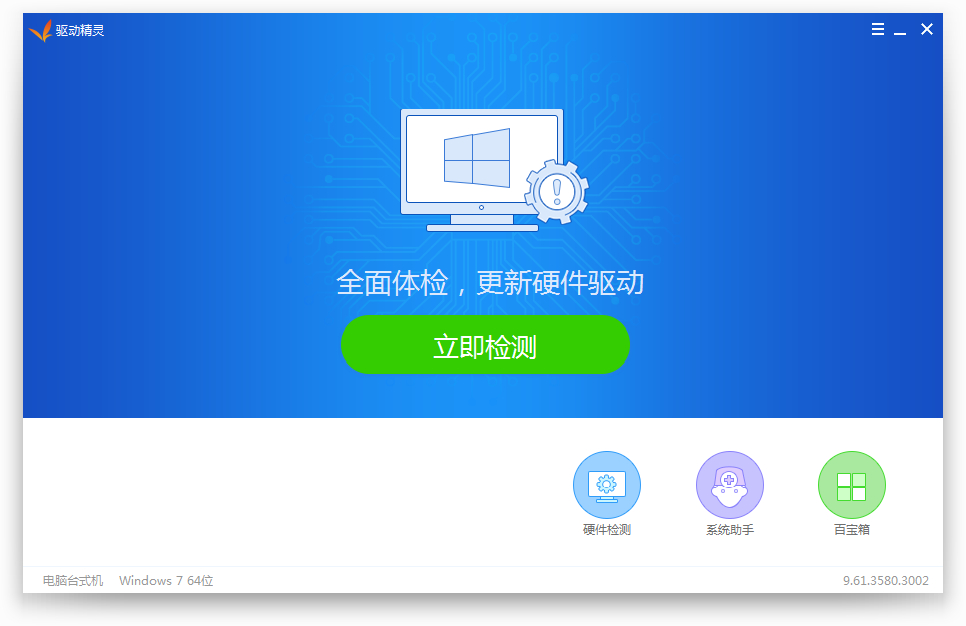 驱动精灵
全面体检，更新硬件驱动
立即检测
硬件检测
系统助手
百宝箱
电脑台式机 Windows 7 64位
9.61.3580.3002